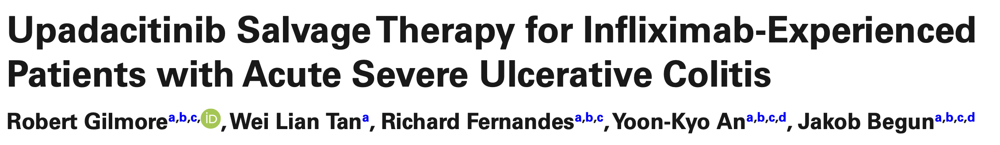 Upadacitinib Salvage Therapy for Infliximab-Experienced
Patients with Acute Severe Ulcerative Colitis
Robert Gilmorea,b,c,iD, Wei Lian Tana, Richard Fernandesa,b,c, Yoon-Kyo Ana,b,c,d, Jakob Beguna,b,c,d